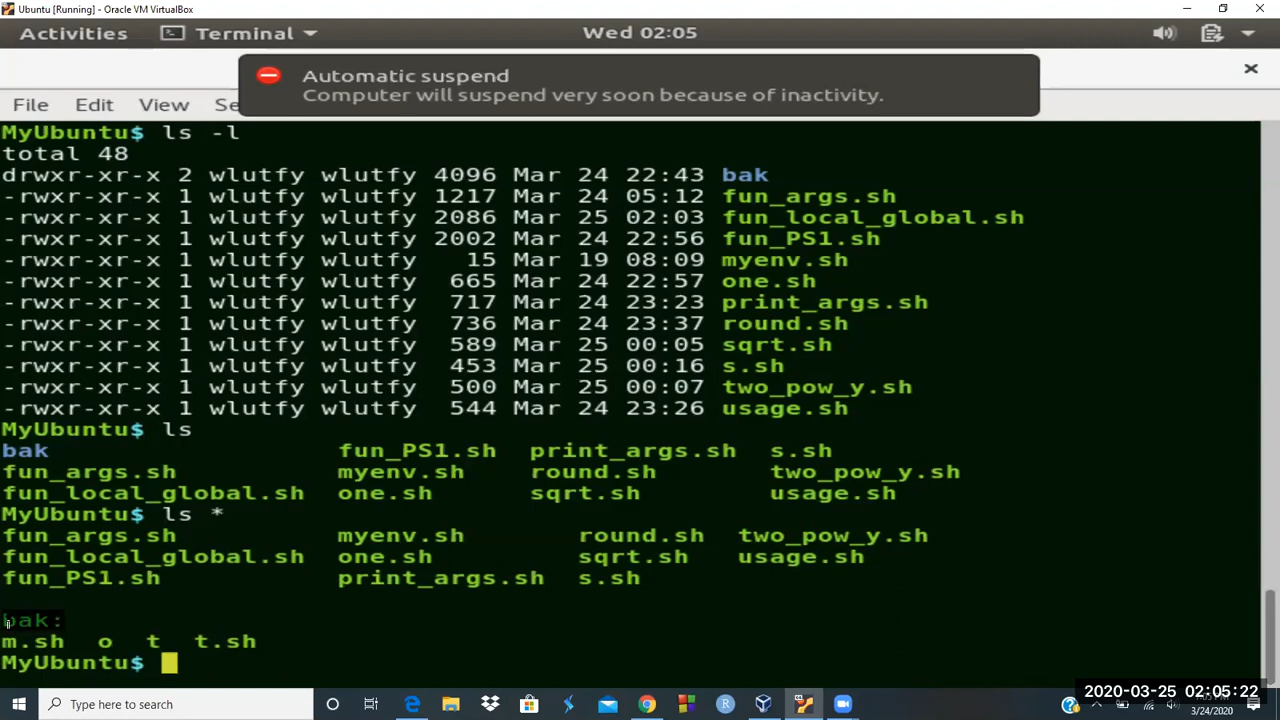 Ubuntu [Running] - Oracle VM VirtualBox
Activities Terminal Wed 02:05
Automatic suspend
Computer will suspend very soon because of inactivity.
File Edit View Se
MyUbuntu$ ls -l
total 48
drwxr-xr-x 2 wlutfy wlutfy 4096 Mar 24 22:43 bak
-rwxr-xr-x 1 wlutfy wlutfy 1217 Mar 24 05:12 fun_args.sh
-rwxr-xr-x 1 wlutfy wlutfy 2086 Mar 25 02:03 fun_local_global.sh
-rwxr-xr-x 1 wlutfy wlutfy 2002 Mar 24 22:56 fun_PS1.sh
-rwxr-xr-x 1 wlutfy wlutfy 15 Mar 19 08:09 myenv.sh
-rwxr-xr-x 1 wlutfy wlutfy 665 Mar 24 22:57 one.sh
-rwxr-xr-x 1 wlutfy wlutfy 717 Mar 24 23:23 print_args.sh
-rwxr-xr-x 1 wlutfy wlutfy 736 Mar 24 23:37 round.sh
-rwxr-xr-x 1 wlutfy wlutfy 589 Mar 25 00:05 sqrt.sh
-rwxr-xr-x 1 wlutfy wlutfy 453 Mar 25 00:16 s.sh
-rwxr-xr-x 1 wlutfy wlutfy 500 Mar 25 00:07 two_pow_y.sh
-rwxr-xr-x 1 wlutfy wlutfy 544 Mar 24 23:26 usage.sh
MyUbuntu$ ls
bak fun_PS1.sh print_args.sh s.sh
fun_args.sh myenv.sh round.sh two_pow_y.sh
fun_local_global.sh one.sh sqrt.sh usage.sh
MyUbuntu$ ls *
fun_args.sh myenv.sh round.sh two_pow_y.sh
fun_local_global.sh one.sh sqrt.sh usage.sh
fun_PS1.sh print_args.sh s.sh
bak:
m.sh o t t.sh
MyUbuntu$
Type here to search
2020-03-25 02:05:22
3/24/2020